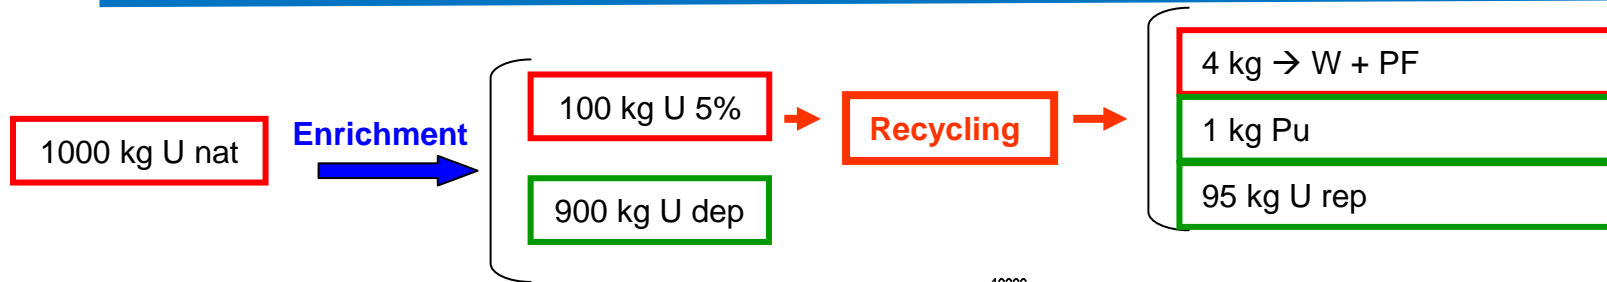 1000 kg U nat
Enrichment
100 kg U 5%
900 kg U dep
Recycling
4 kg → W + PF
1 kg Pu
95 kg U rep